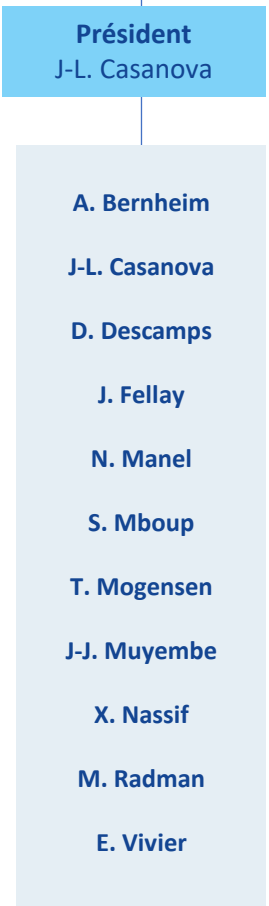 Président
J-L. Casanova
A. Bernheim
J-L. Casanova
D. Descamps
J. Fellay
N. Manel
S. Mboup
T. Mogensen
J-J. Muyembe
X. Nassif
M. Radman
E. Vivier